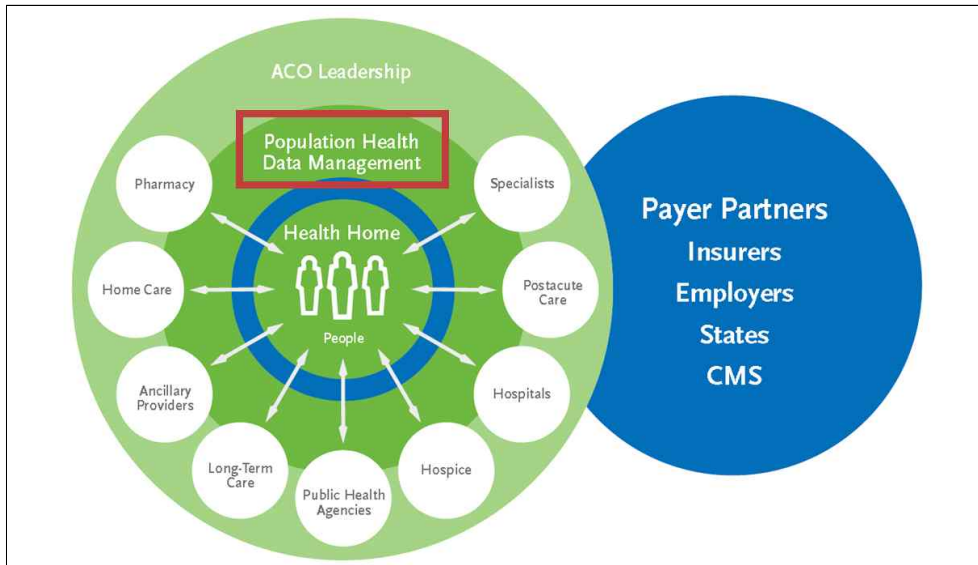 ACO Leadership
Population Health
Data Management
Pharmacy
Specialists
Health Home
Home Care
Postacute
Care
People
Ancillary
Providers
Hospitals
Long-Term
Care
Hospice
Public Health
Agencies
Payer Partners
Insurers
Employers
States
CMS